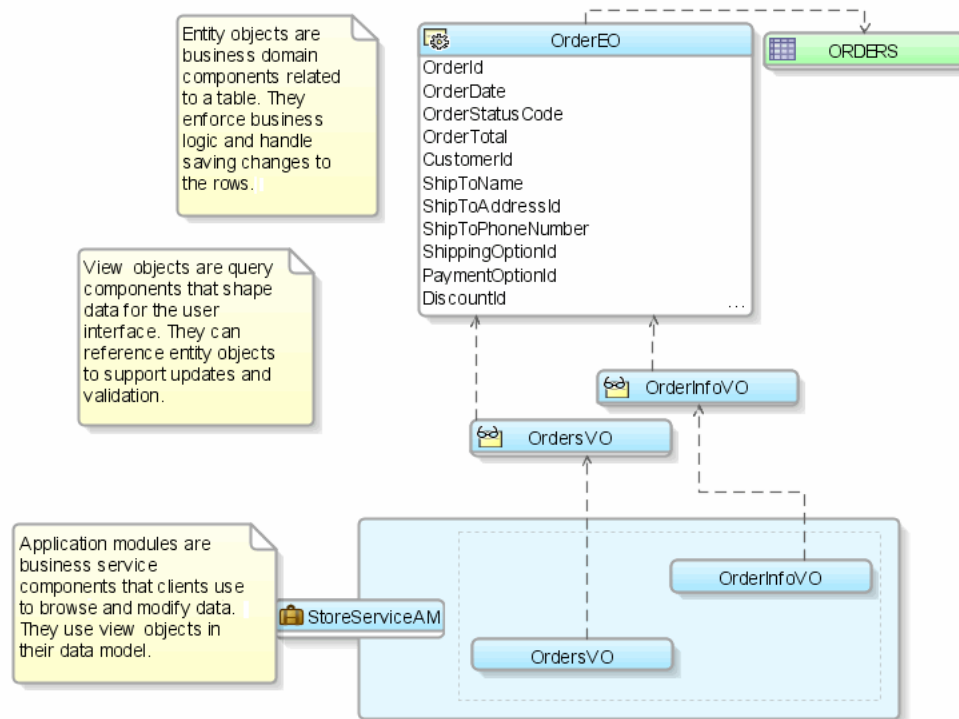 Entity objects are
business domain
components related
to a table. They
enforce business
logic and handle
saving changes to
the rows.
OrderEO
OrderId
OrderDate
OrderStatusCode
OrderTotal
CustomerId
ShipToName
ShipToAddressId
ShipToPhoneNumber
ShippingOptionId
PaymentOptionId
DiscountId
...
ORDERS
View objects are query
components that shape
data for the user
interface. They can
reference entity objects
to support updates and
validation.
OrderInfoVO
OrdersVO
Application modules are
business service
components that clients use
to browse and modify data.
They use view objects in
their data model.
StoreServiceAM
OrderInfoVO
OrdersVO